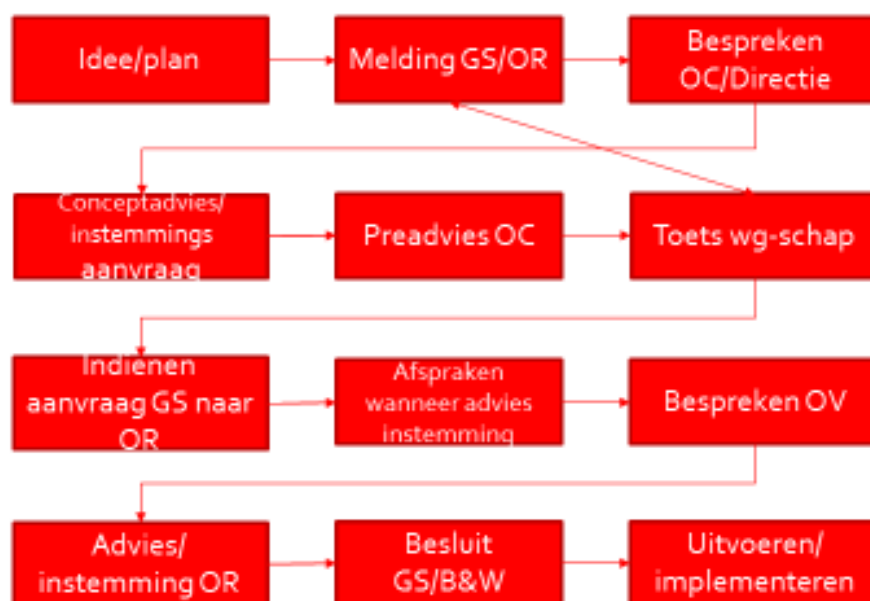 Idee/plan
Melding GS/OR
Bespreken
OC/Directie
Conceptadvies/
instemmings
aanvraag
Preadvies OC
Toets wg-schap
Indienen
aanvraag GS naar
OR
Afspraken
wanneer advies
instemming
Bespreken OV
Advies/
instemming OR
Besluit
GS/B&W
Uitvoeren/
implementeren